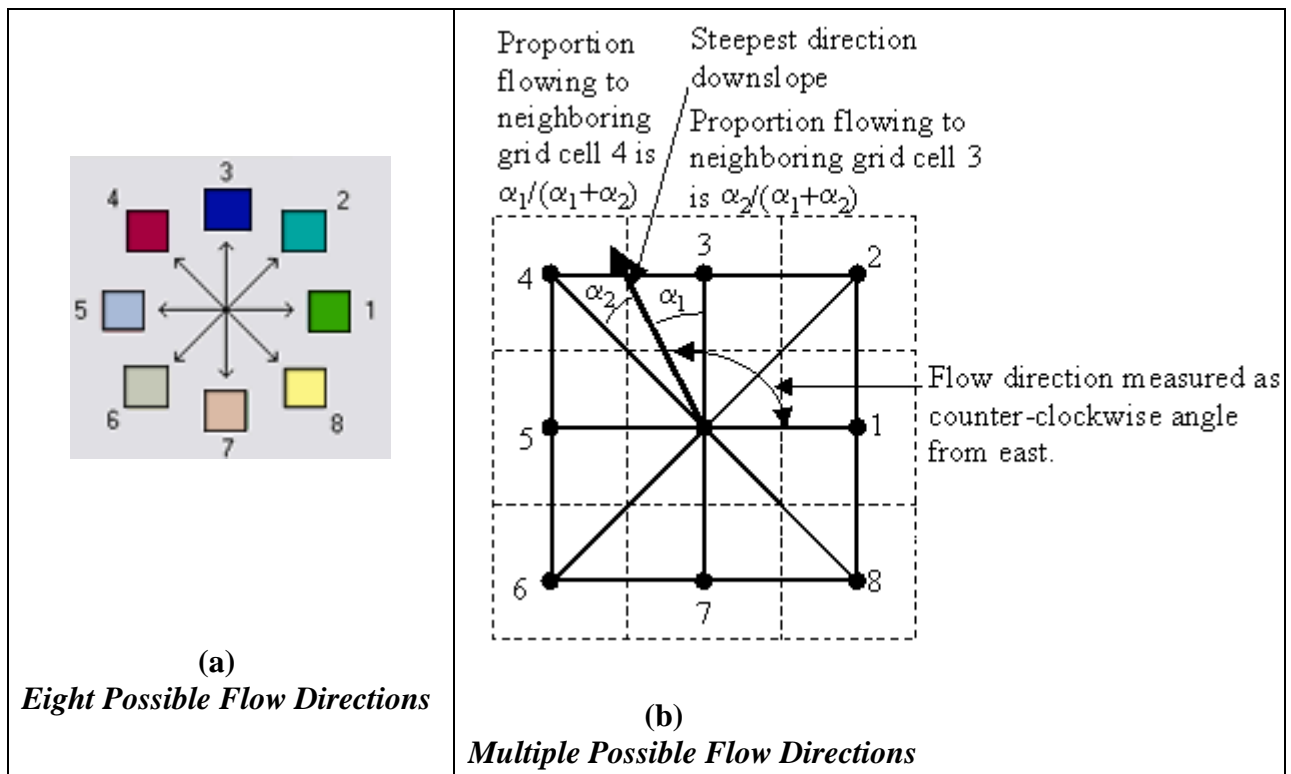 4
3
2
5
1
6
7
8
(a)
Eight Possible Flow Directions
Proportion
flowing to
neighboring
grid cell 4 is
α₁/(α₁+α₂)
Steepest direction
downslope
Proportion flowing to
neighboring grid cell 3
is α₂/(α₁+α₂)
3
2
4
α₂
α₁
Flow direction measured as
counter-clockwise angle
from east.
5
1
6
7
8
(b)
Multiple Possible Flow Directions